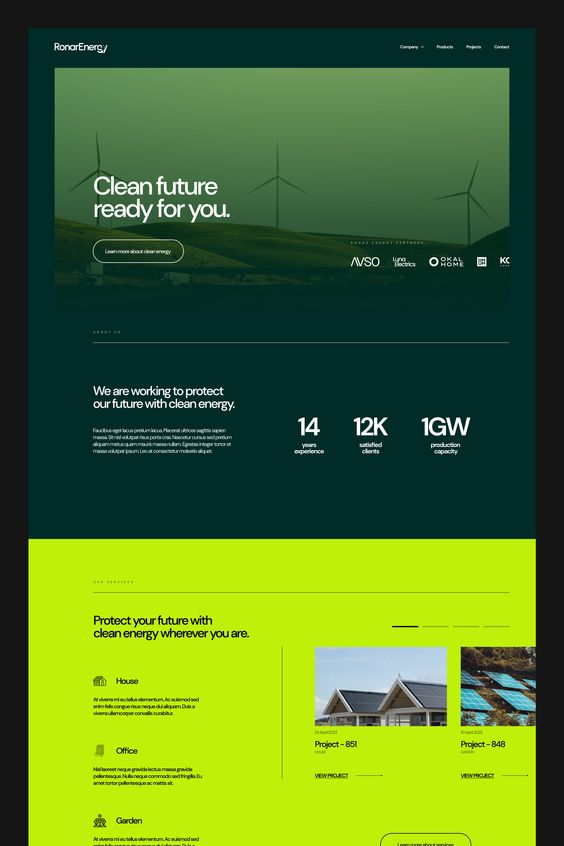 RonarEnergy
Company
Products
Projects
Contact
Clean future
ready for you.
Learn more about clean energy
RONAR ENERGY PARTNERS
AVSO
Luna
Electrics
OKAL
HOME
KO
ABOUT US
We are working to protect
our future with clean energy.
Faucibus eget lacus pretium lacus. Placerat ultrices sagittis sapien
massa. Sit nisl volutpat risus porta cras. Nascetur cursus sed pretium
aliquam metus quam mauris massa nullam. Egestas integer tortor et
massa volutpat ipsum. Leo at consectetur molestie aliquet.
14
years
experience
12K
satisfied
clients
1GW
production
capacity
OUR SERVICES
Protect your future with
clean energy wherever you are.
House
At viverra mi eu tellus elementum. Ac euismod sed
enim felis congue risus neque dui aliquam. Duis a
viverra ullamcorper convallis curabitur.
Office
Nisl laoreet neque gravida lectus massa gravida
pellentesque. Nulla neque commodo sed fringilla. Eu
amet tortor pellentesque ac mattis sit.
Garden
At viverra mi eu tellus elementum. Ac euismod sed
24 April 2023
Project - 851
HOUSE
VIEW PROJECT
10 April 2023
Project - 848
GARDEN
VIEW PROJECT
Learn more about services